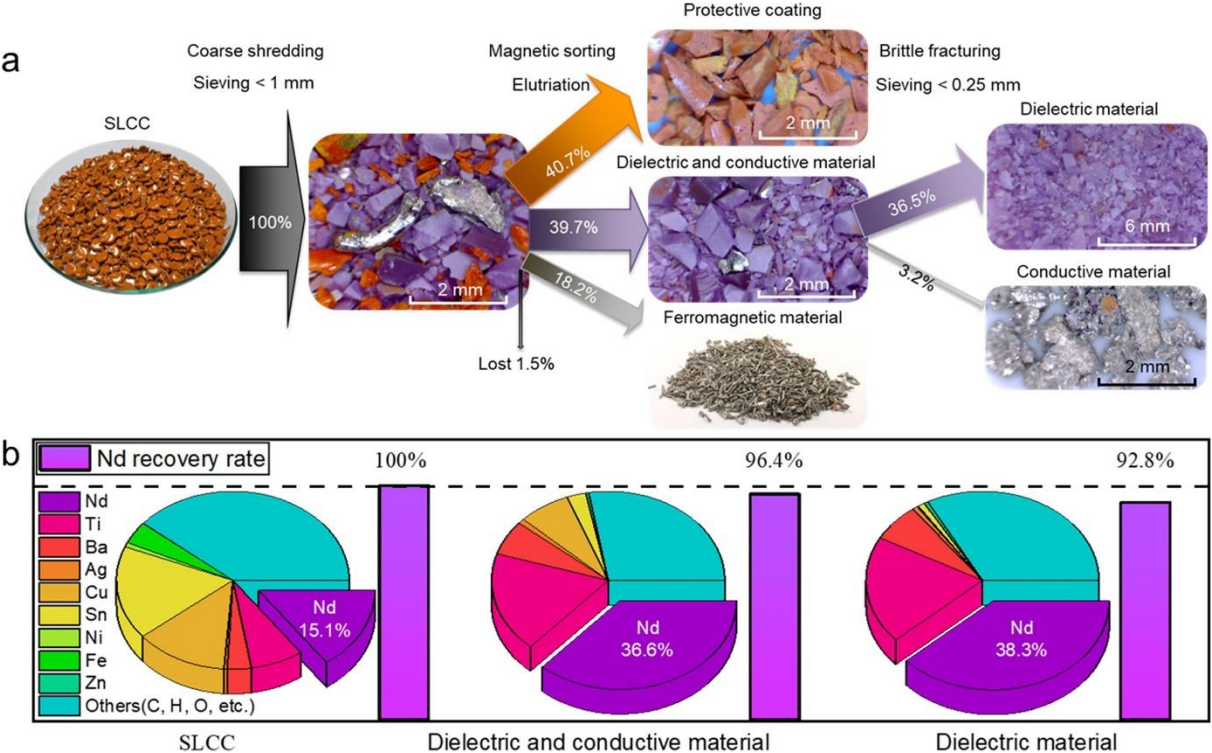 a
Coarse shredding
Sieving < 1 mm
SLCC
100%
Magnetic sorting
Elutriation
2 mm
40.7%
39.7%
18.2%
Lost 1.5%
Protective coating
2 mm
Dielectric and conductive material
2 mm
Ferromagnetic material
Brittle fracturing
Sieving < 0.25 mm
36.5%
3.2%
Dielectric material
6 mm
Conductive material
2 mm
b
Nd recovery rate
100%
96.4%
92.8%
Nd
Ti
Ba
Ag
Cu
Sn
Ni
Fe
Zn
Others(C, H, O, etc.)
Nd
15.1%
Nd
36.6%
Nd
38.3%
SLCC
Dielectric and conductive material
Dielectric material